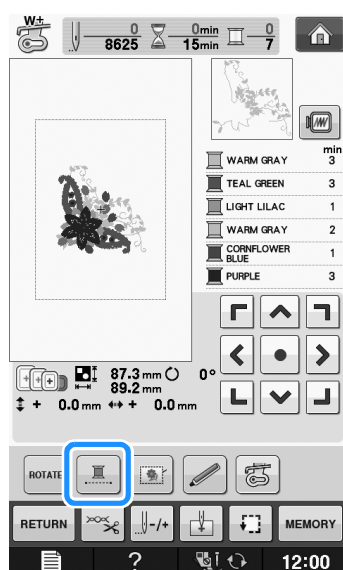 W+
0 0min 0
8625 15min 7
min
WARM GRAY 3
TEAL GREEN 3
LIGHT LILAC 1
WARM GRAY 2
CORNFLOWER
BLUE 1
PURPLE 3
87.3 mm 0°
89.2 mm
+ 0.0 mm + 0.0 mm
ROTATE
RETURN -/+ MEMORY
? 12:00